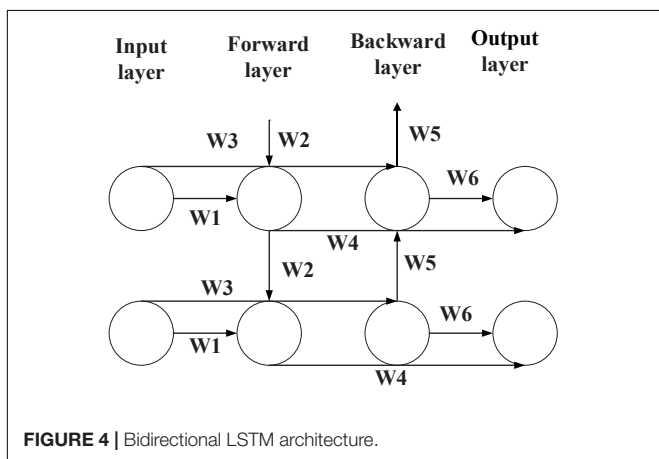 Input Forward Backward Output
layer layer layer layer
W3 W2 W5
W6
W1 W4
W2 W5
W3
W6
W1
W4
FIGURE 4 | Bidirectional LSTM architecture.